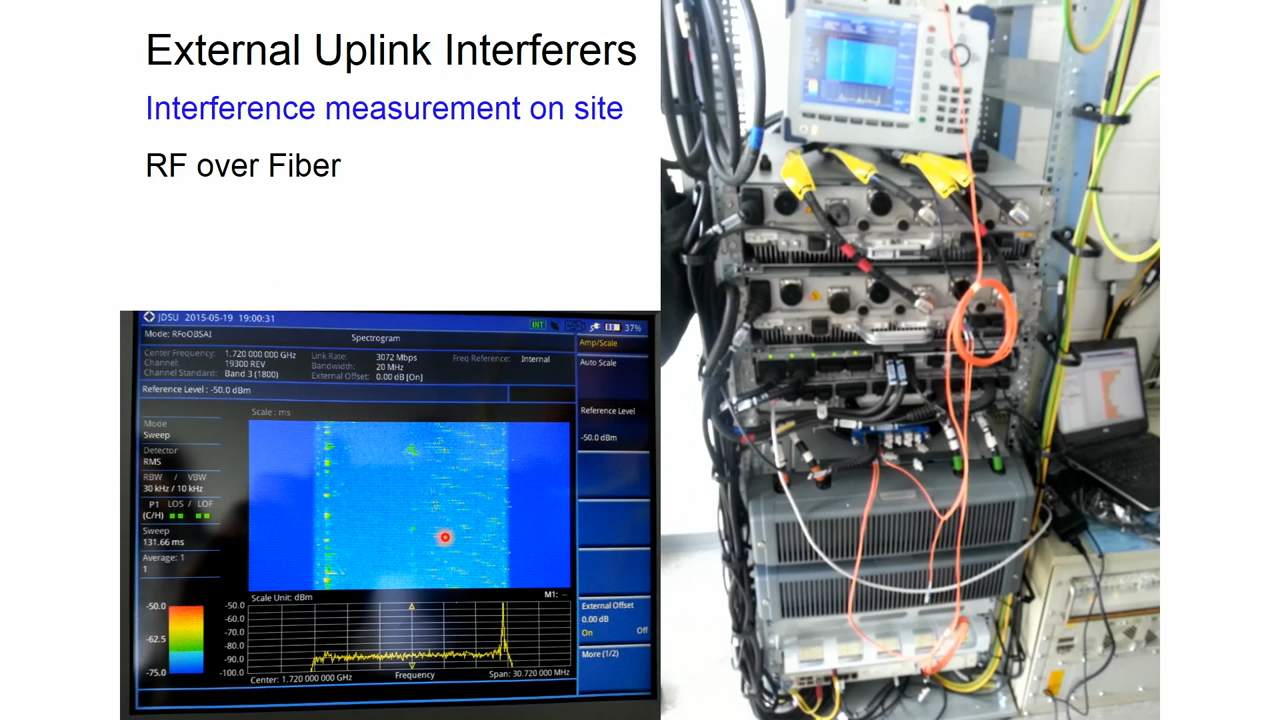 External Uplink Interferers
Interference measurement on site
RF over Fiber
JDSU 2015-05-19 19:00:31
INT
37%
Mode: RFoOBSAI
Spectrogram
Amp/Scale
Center Frequency: 1.720 000 000 GHz Link Rate: 3072 Mbps Freq Reference: Internal
Channel: 19300 REV Bandwidth: 20 MHz
Channel Standard: Band 3 (1800) External Offset: 0.00 dB [On]
Auto Scale
Reference Level : -50.0 dBm
Scale : ms
Reference Level
-50.0 dBm
Mode
Sweep
Detector
RMS
RBW / VBW
30 kHz / 10 kHz
P1 LOS / LOF
(C/H)
Sweep
131.66 ms
Average: 1
1
Scale Unit: dBm
M1: --
-50.0
-62.5
-75.0
-50.0
-60.0
-70.0
-80.0
-90.0
-100.0
Center: 1.720 000 000 GHz Frequency Span: 30.720 000 MHz
External Offset
0.00 dB
On Off
More (1/2)